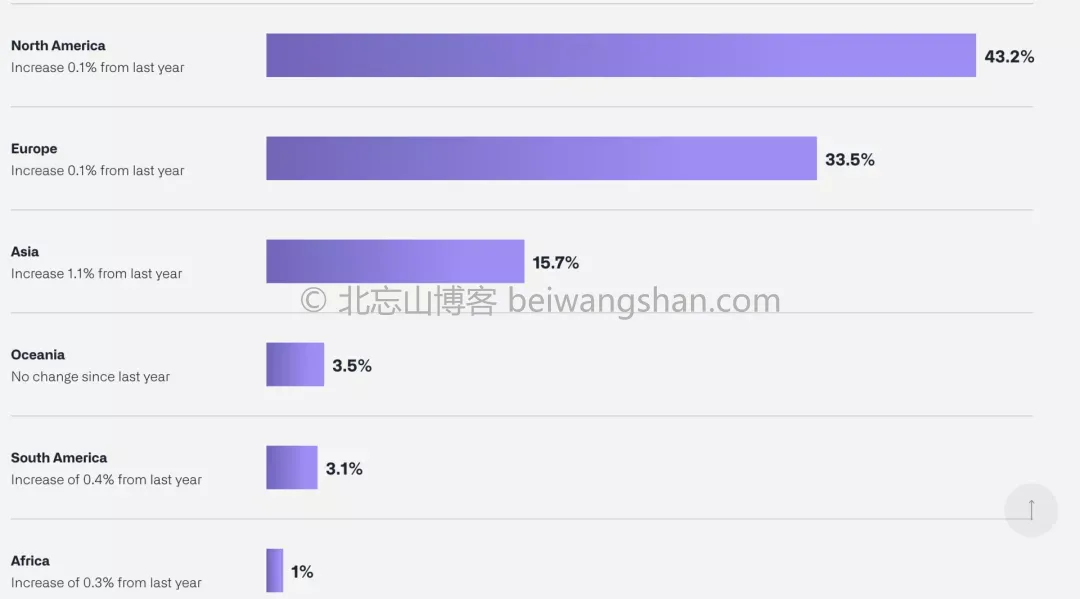 North America
Increase 0.1% from last year
43.2%
Europe
Increase 0.1% from last year
33.5%
Asia
Increase 1.1% from last year
15.7%
© 北忘山博客 beiwangshan.com
Oceania
No change since last year
3.5%
South America
Increase of 0.4% from last year
3.1%
Africa
Increase of 0.3% from last year
1%